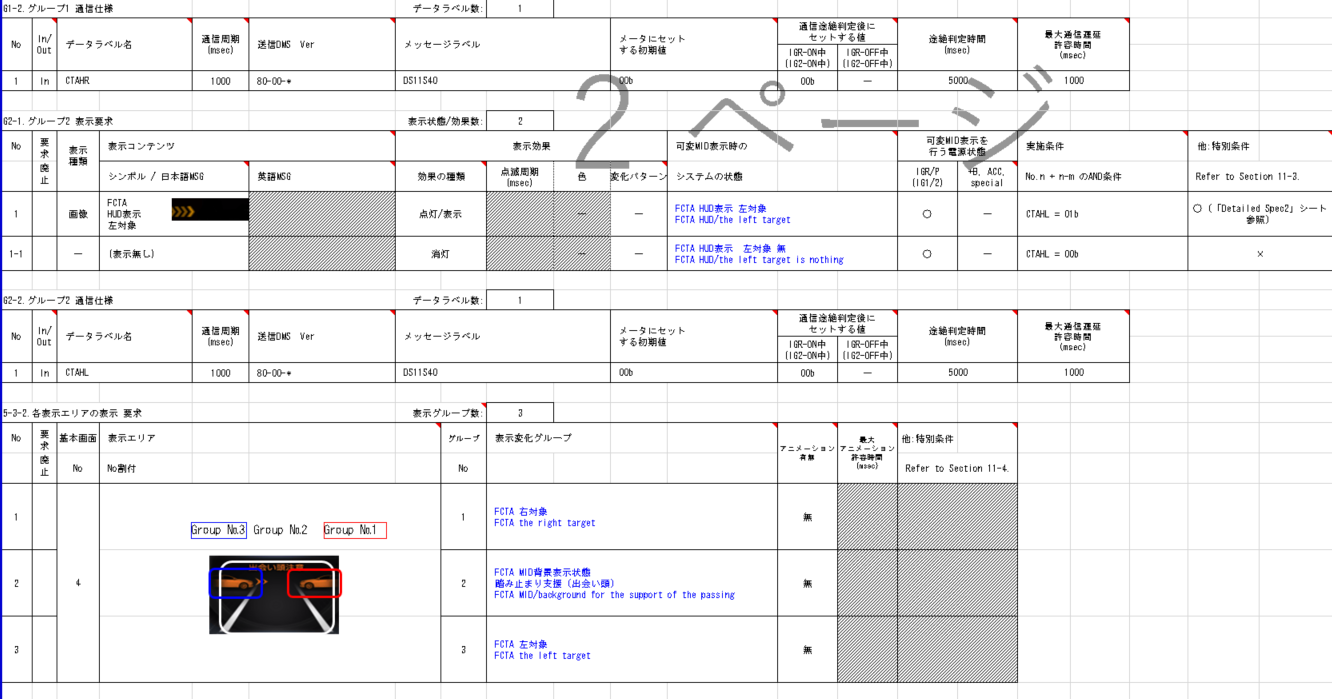 G1-2.グループ1 通信仕様 データラベル数: 1
No In/Out データラベル名 通信周期(msec) 送信DMS Ver メッセージラベル メータにセットする初期値 通信途絶判定後にセットする値 途絶判定時間(msec) 最大通信遅延許容時間(msec)
IGR-ON中(IG2-ON中) IGR-OFF中(IG2-OFF中)
1 In CTAHR 1000 80-00-* DS11S40 00b 00b － 5000 1000
2 ページ
G2-1.グループ2 表示要求 表示状態/効果数: 2
No 要求廃止 表示種類 表示コンテンツ 表示効果 可変MID表示時の 可変MID表示を行う電源状態 実施条件 他:特別条件
シンボル / 日本語MSG 英語MSG 効果の種類 点滅周期(msec) 色 変化パターン システムの状態 IGR/P(IG1/2) +B, ACC, special No.n + n-m のAND条件 Refer to Section 11-3.
1 画像 FCTA HUD表示 左対象 点灯/表示 － － FCTA HUD表示 左対象 ○ － CTAHL = 01b ○（「Detailed Spec2」シート参照）
FCTA HUD/the left target
1-1 － (表示無し) 消灯 － － FCTA HUD表示 左対象 無 ○ － CTAHL = 00b ×
FCTA HUD/the left target is nothing
G2-2.グループ2 通信仕様 データラベル数: 1
No In/Out データラベル名 通信周期(msec) 送信DMS Ver メッセージラベル メータにセットする初期値 通信途絶判定後にセットする値 途絶判定時間(msec) 最大通信遅延許容時間(msec)
IGR-ON中(IG2-ON中) IGR-OFF中(IG2-OFF中)
1 In CTAHL 1000 80-00-* DS11S40 00b 00b － 5000 1000
5-3-2.各表示エリアの表示 要求 表示グループ数: 3
No 要求廃止 基本画面 表示エリア グループ 表示変化グループ アニメーション有無 最大アニメーション許容時間(msec) 他:特別条件
No No割付 No Refer to Section 11-4.
1 1 FCTA 右対象 無
FCTA the right target
Group №3 Group №2 Group №1
出会い頭注意
2 4 2 FCTA MID背景表示状態 無
踏み止まり支援（出会い頭）
FCTA MID/background for the support of the passing
3 3 FCTA 左対象 無
FCTA the left target